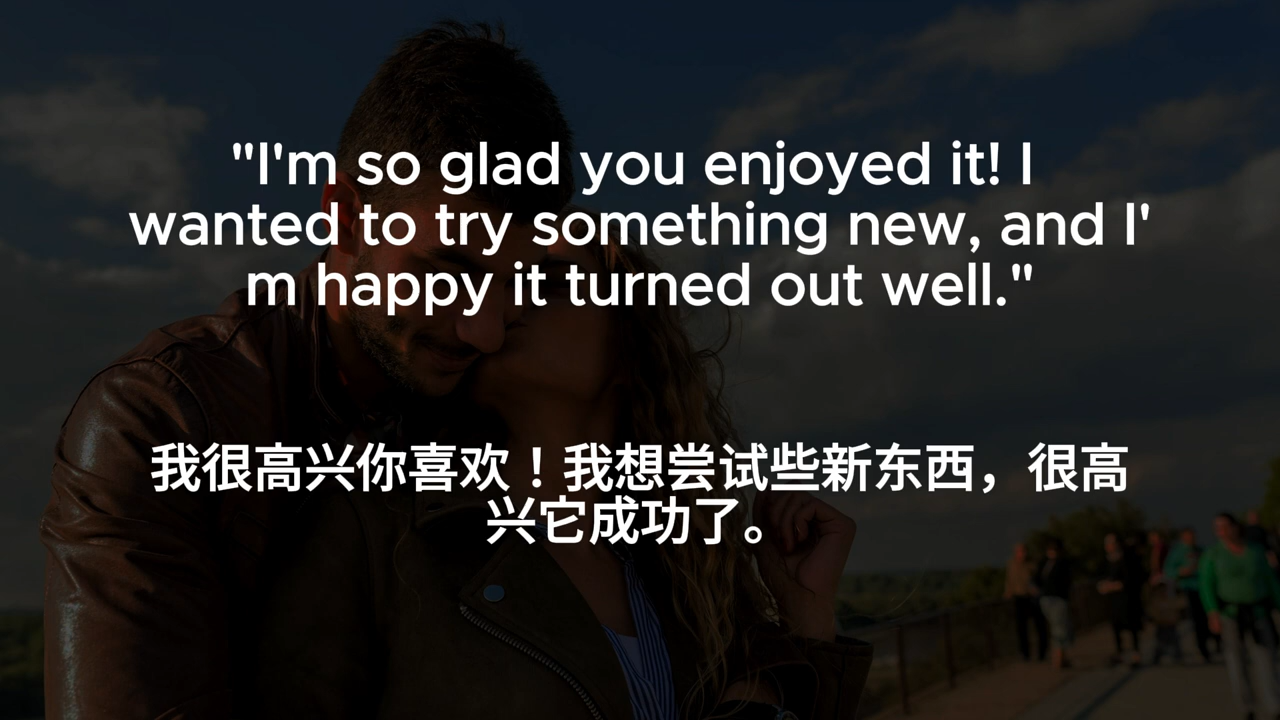 "I'm so glad you enjoyed it! I
wanted to try something new, and I'
m happy it turned out well."
我很高兴你喜欢！我想尝试些新东西，很高
兴它成功了。